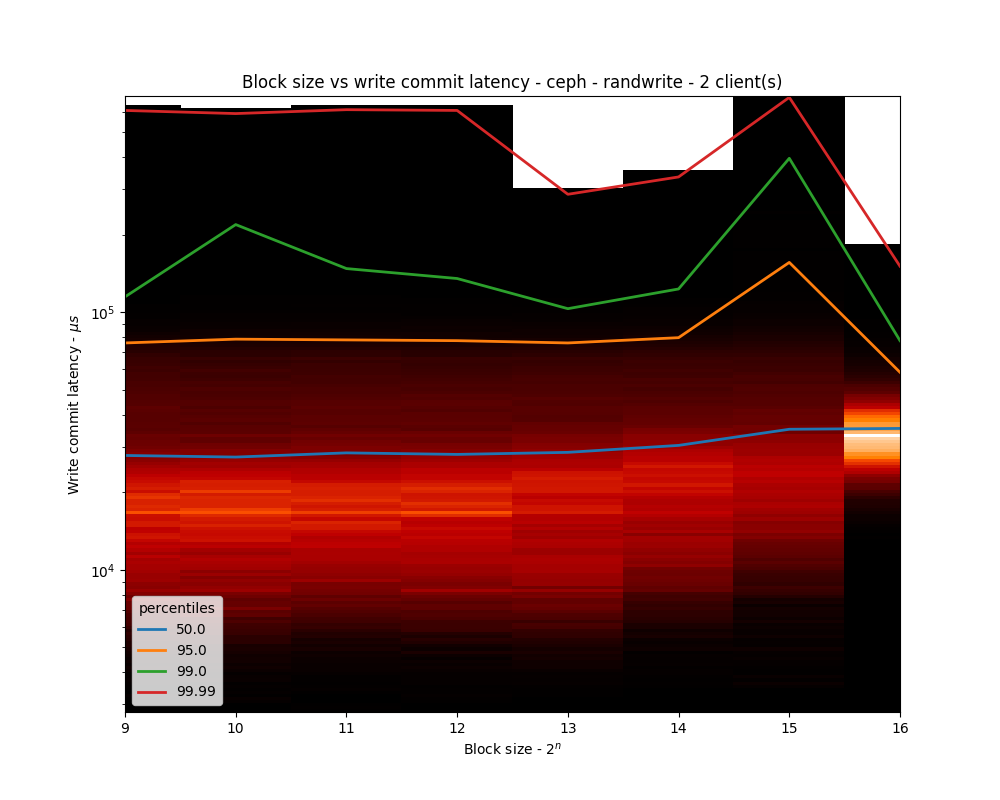 Block size vs write commit latency - ceph - randwrite - 2 client(s)
Write commit latency - μs
10⁵
10⁴
percentiles
50.0
95.0
99.0
99.99
9 10 11 12 13 14 15 16
Block size - 2ⁿ